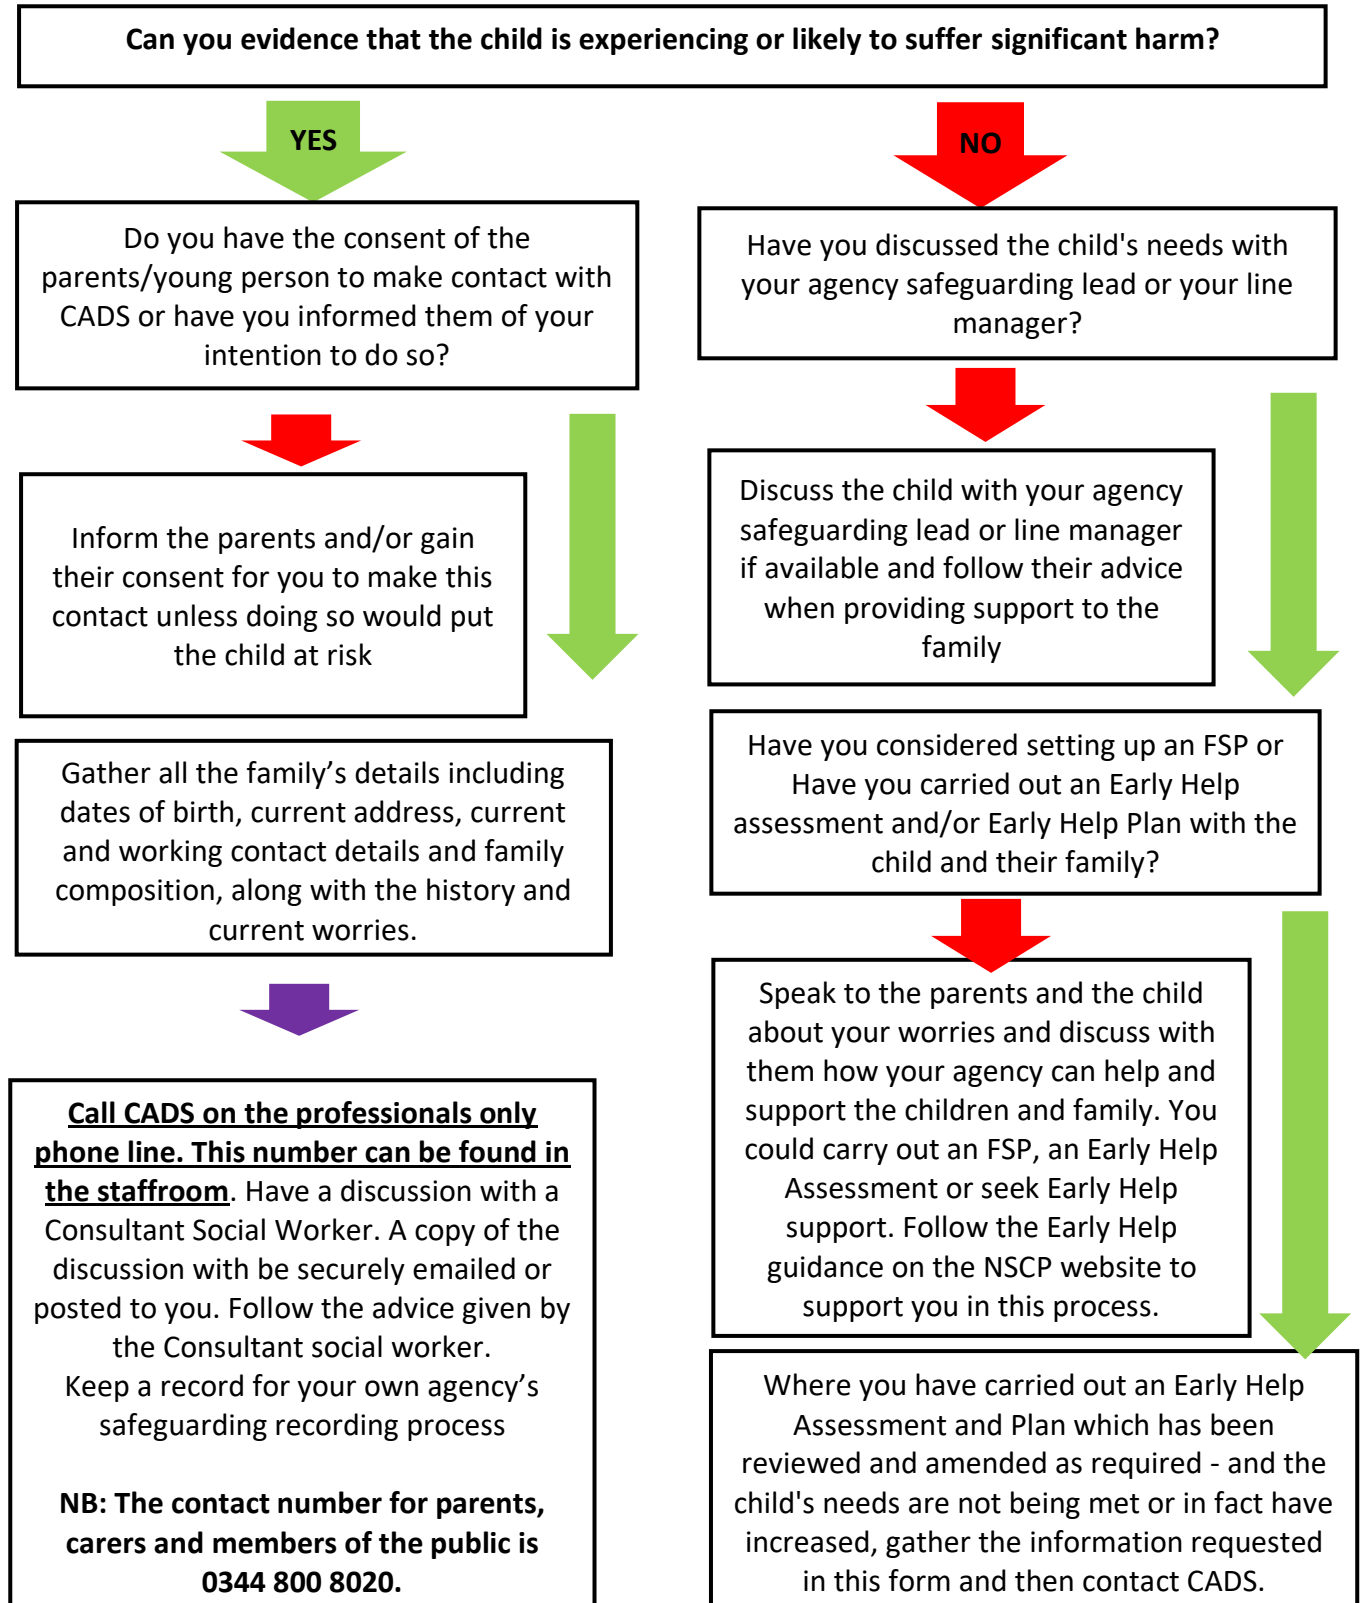 Can you evidence that the child is experiencing or likely to suffer significant harm?
YES
Do you have the consent of the
parents/young person to make contact with
CADS or have you informed them of your
intention to do so?
Inform the parents and/or gain
their consent for you to make this
contact unless doing so would put
the child at risk
Gather all the family’s details including
dates of birth, current address, current
and working contact details and family
composition, along with the history and
current worries.
Call CADS on the professionals only
phone line. This number can be found in
the staffroom. Have a discussion with a
Consultant Social Worker. A copy of the
discussion with be securely emailed or
posted to you. Follow the advice given by
the Consultant social worker.
Keep a record for your own agency’s
safeguarding recording process
NB: The contact number for parents,
carers and members of the public is
0344 800 8020.
NO
Have you discussed the child's needs with
your agency safeguarding lead or your line
manager?
Discuss the child with your agency
safeguarding lead or line manager
if available and follow their advice
when providing support to the
family
Have you considered setting up an FSP or
Have you carried out an Early Help
assessment and/or Early Help Plan with the
child and their family?
Speak to the parents and the child
about your worries and discuss with
them how your agency can help and
support the children and family. You
could carry out an FSP, an Early Help
Assessment or seek Early Help
support. Follow the Early Help
guidance on the NSCP website to
support you in this process.
Where you have carried out an Early Help
Assessment and Plan which has been
reviewed and amended as required - and the
child's needs are not being met or in fact have
increased, gather the information requested
in this form and then contact CADS.